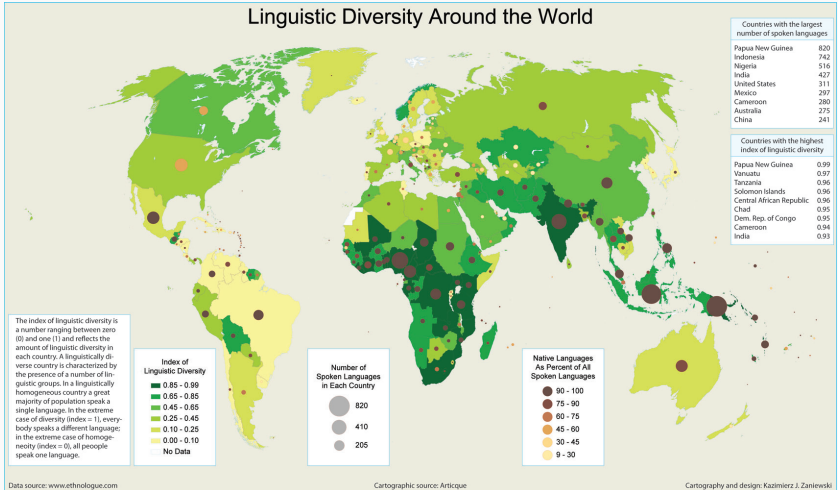 Linguistic Diversity Around the World
Countries with the largest
number of spoken languages
Papua New Guinea 820
Indonesia 742
Nigeria 516
India 427
United States 311
Mexico 297
Cameroon 280
Australia 275
China 241
Countries with the highest
index of linguistic diversity
Papua New Guinea 0.99
Vanuatu 0.97
Tanzania 0.96
Solomon Islands 0.96
Central African Republic 0.96
Chad 0.95
Dem. Rep. of Congo 0.95
Cameroon 0.94
India 0.93
The index of linguistic diversity is
a number ranging between zero
(0) and one (1) and reflects the
amount of linguistic diversity in
each country. A linguistically di-
verse country is characterized by
the presence of a number of lin-
guistic groups. In a linguistically
homogeneous country a great
majority of population speak a
single language. In the extreme
case of diversity (index = 1), every-
body speaks a different language;
in the extreme case of homoge-
neity (index = 0), all peoople
speak one language.
Index of
Linguistic Diversity
0.85 - 0.99
0.65 - 0.85
0.45 - 0.65
0.25 - 0.45
0.10 - 0.25
0.00 - 0.10
No Data
Number of
Spoken Languages
in Each Country
820
410
205
Native Languages
As Percent of All
Spoken Languages
90 - 100
75 - 90
60 - 75
45 - 60
30 - 45
9 - 30
Data source: www.ethnologue.com
Cartographic source: Articque
Cartography and design: Kazimierz J. Zaniewski